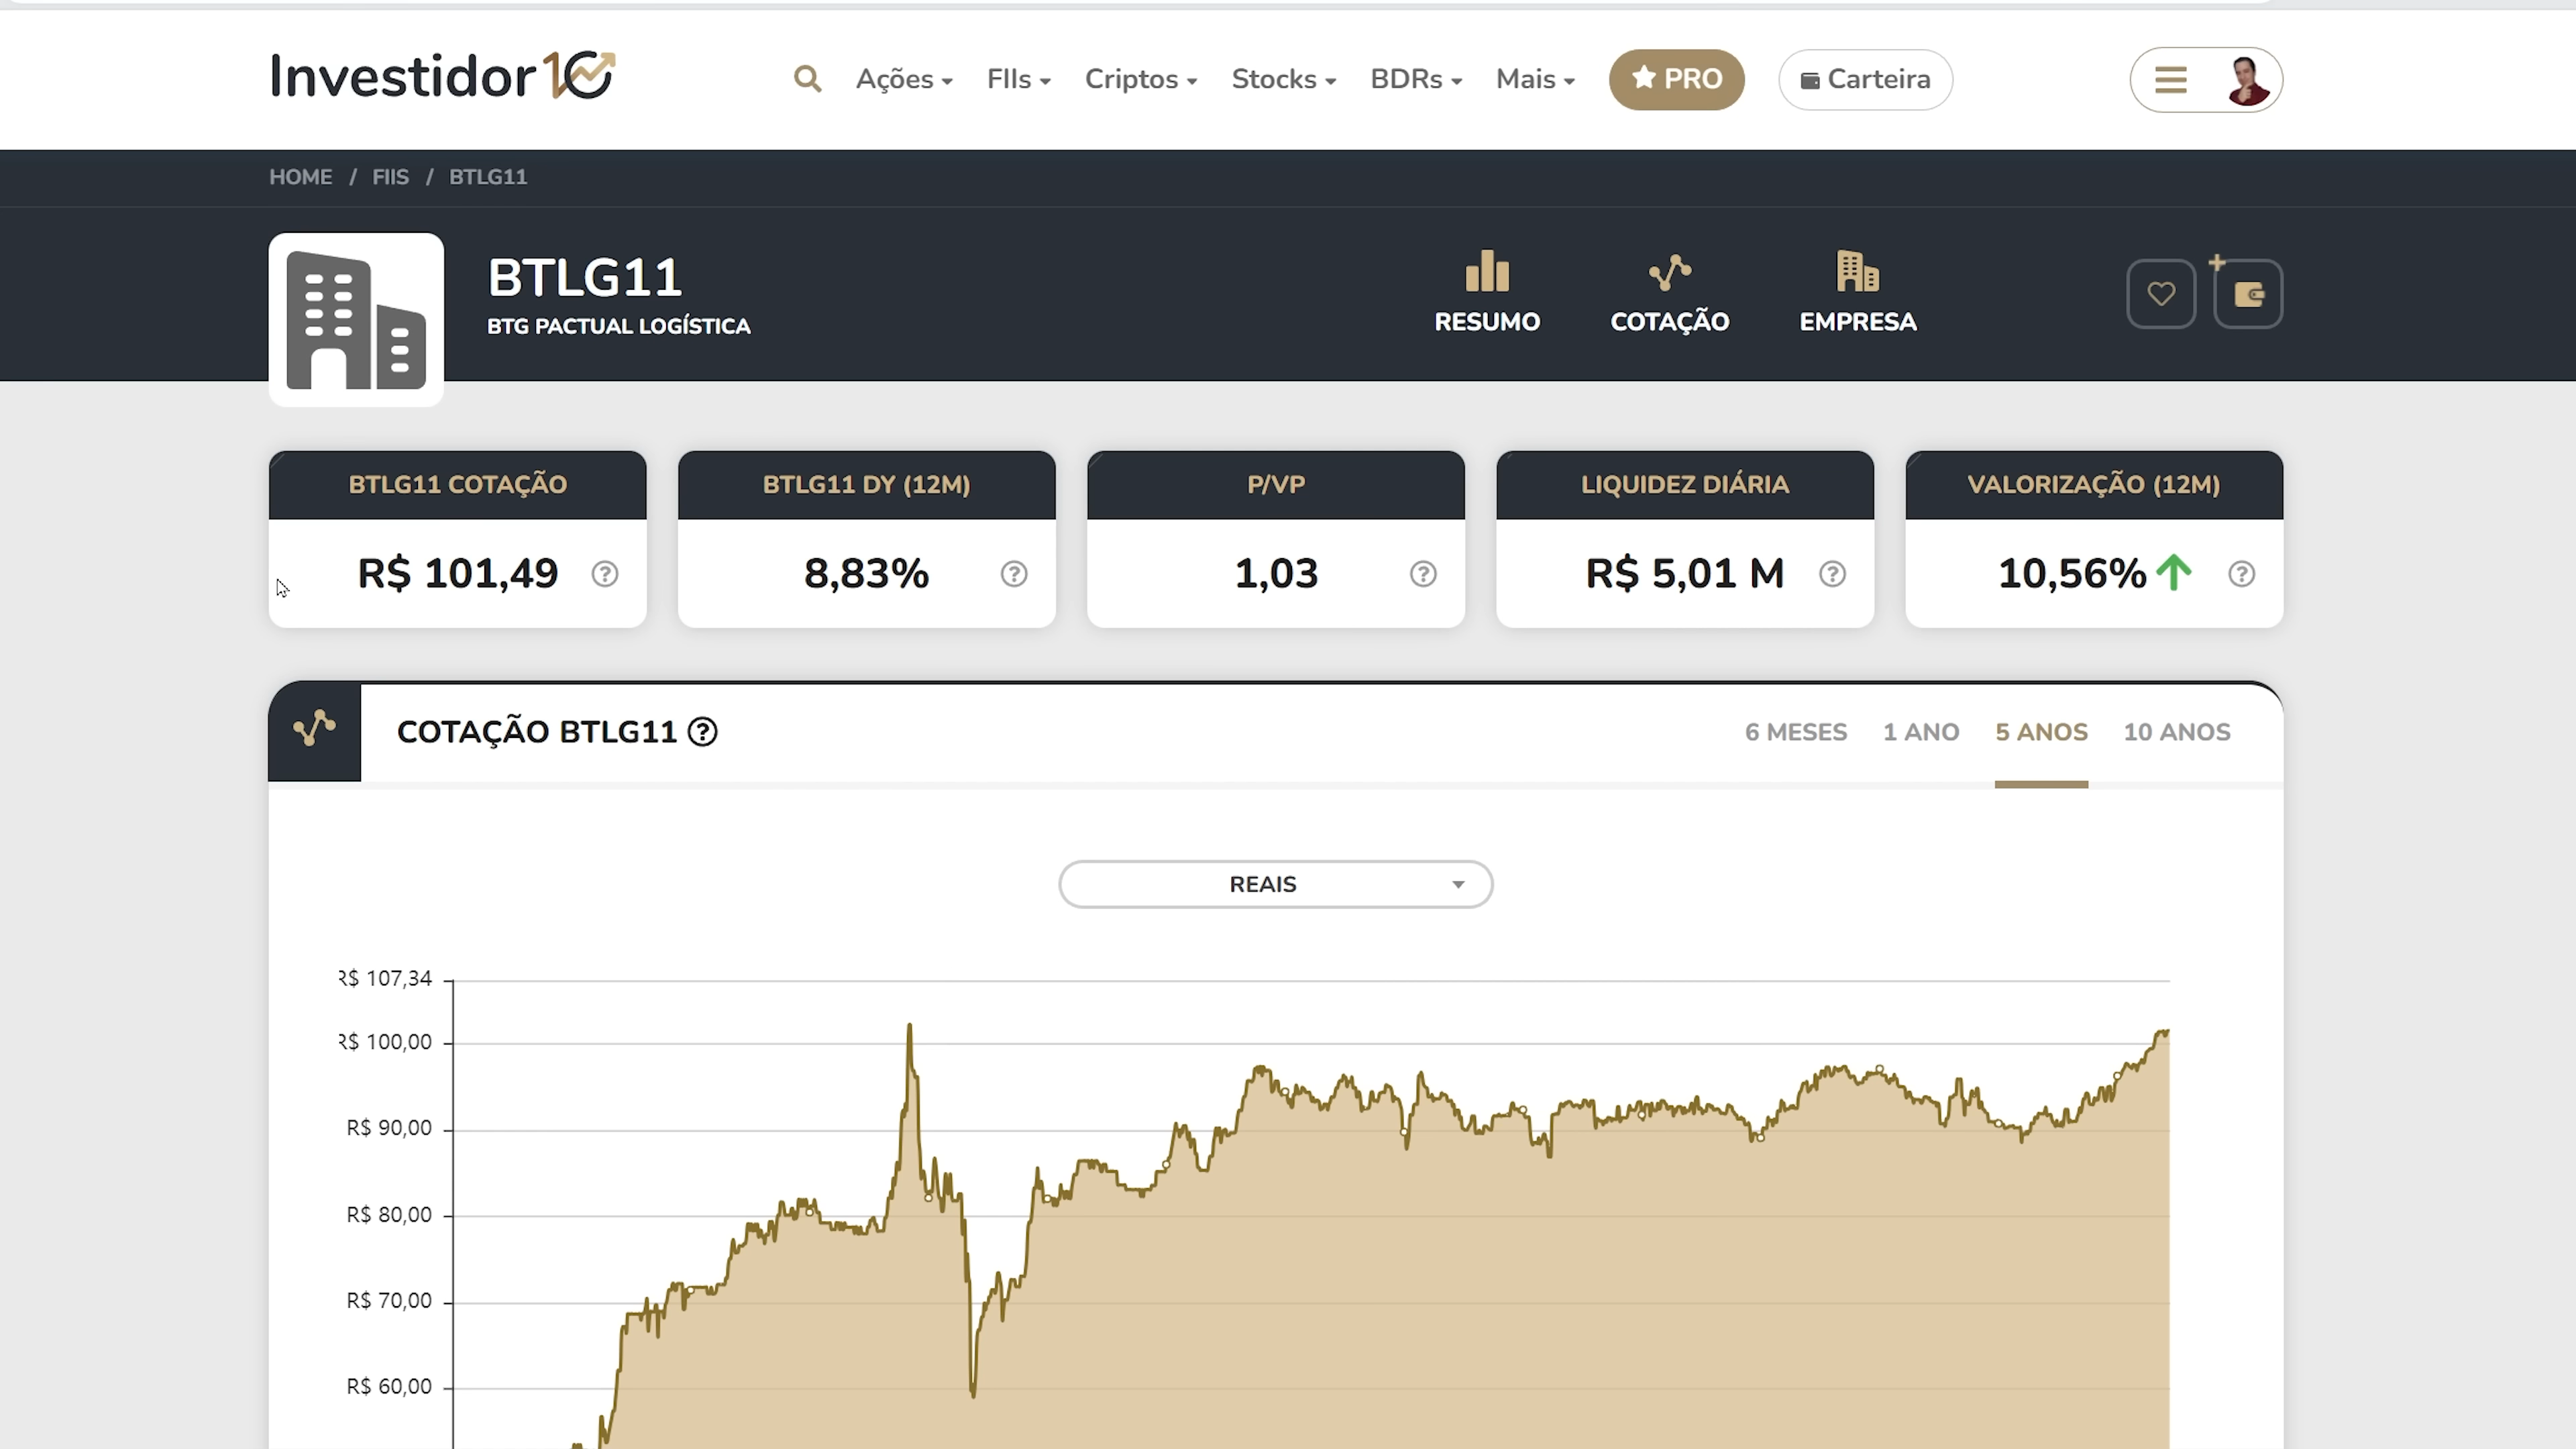 Investidor 10
Ações
FIIs
Criptos
Stocks
BDRs
Mais
PRO
Carteira
HOME / FIIS / BTLG11
BTLG11
BTG PACTUAL LOGÍSTICA
RESUMO
COTAÇÃO
EMPRESA
BTLG11 COTAÇÃO
R$ 101,49
BTLG11 DY (12M)
8,83%
P/VP
1,03
LIQUIDEZ DIÁRIA
R$ 5,01 M
VALORIZAÇÃO (12M)
10,56%
COTAÇÃO BTLG11
6 MESES
1 ANO
5 ANOS
10 ANOS
REAIS
R$ 107,34
R$ 100,00
R$ 90,00
R$ 80,00
R$ 70,00
R$ 60,00